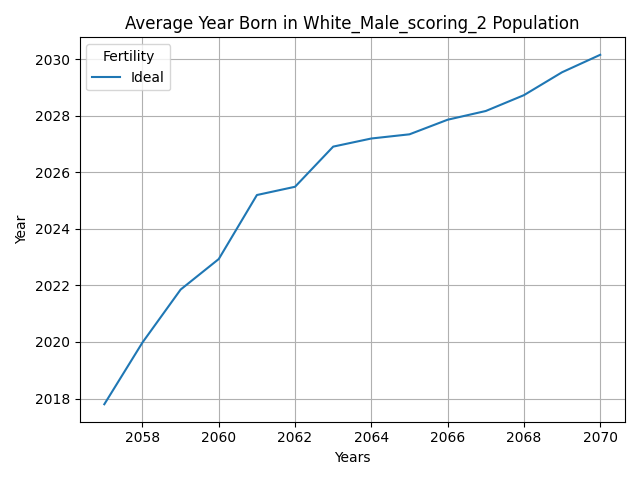 Average Year Born in White_Male_scoring_2 Population
Fertility
Ideal
Year
2030
2028
2026
2024
2022
2020
2018
2058 2060 2062 2064 2066 2068 2070
Years